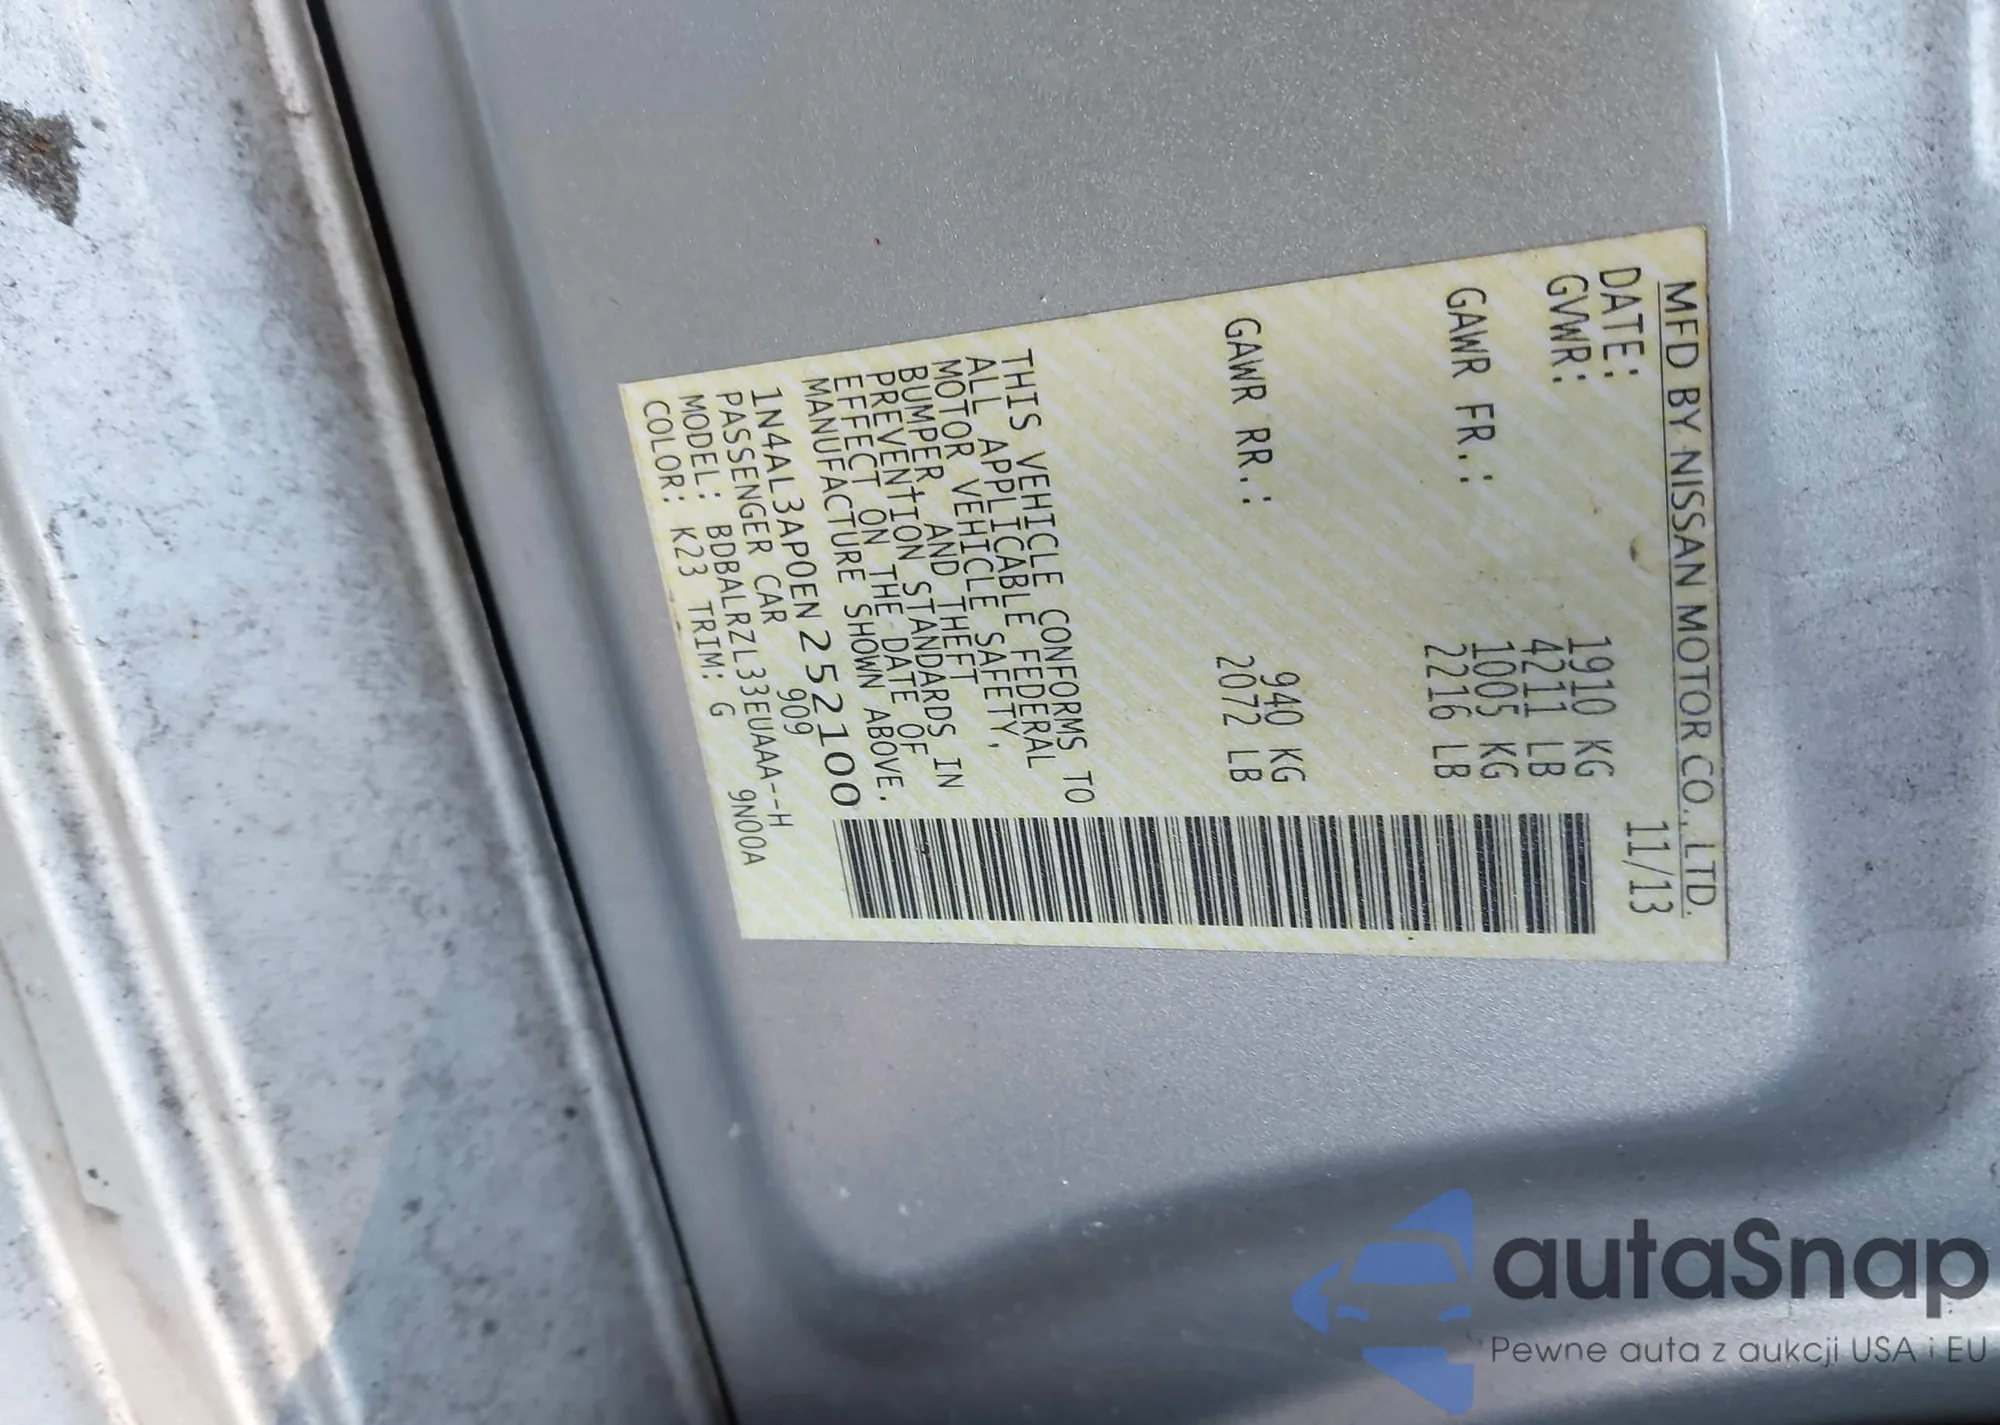 MFD BY NISSAN MOTOR CO., LTD.
DATE: 11/13
GVWR: 1910 KG
4211 LB
GAWR FR.: 1005 KG
2216 LB
GAWR RR.: 940 KG
2072 LB
THIS VEHICLE CONFORMS TO
ALL APPLICABLE FEDERAL
MOTOR VEHICLE SAFETY,
BUMPER, AND THEFT
PREVENTION STANDARDS IN
EFFECT ON THE DATE OF
MANUFACTURE SHOWN ABOVE.
1N4AL3AP0EN252100
PASSENGER CAR 909
MODEL: BDBALRZL33EUAAA--H
COLOR: K23 TRIM: G 9N00A
autaSnap
Pewne auta z aukcji USA i EU